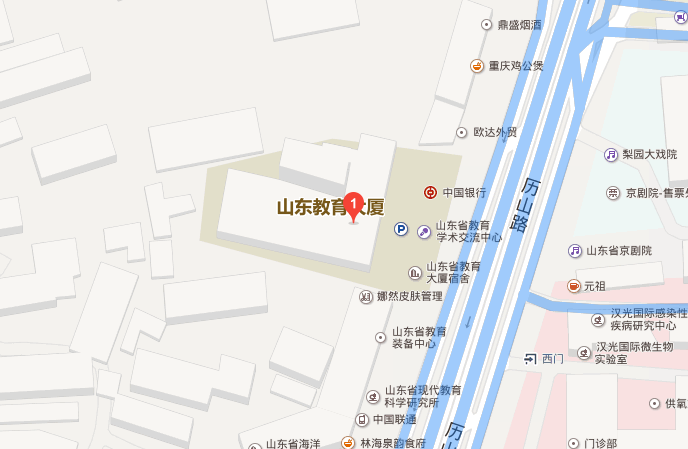 鼎盛烟酒
重庆鸡公煲
欧达外贸
梨园大戏院
中国银行
京剧院-售票
历山路
山东教育大厦
1
P
山东省教育
学术交流中心
山东省京剧院
山东省教育
大厦宿舍
元祖
娜然皮肤管理
汉光国际感染性
疾病研究中心
山东省教育
装备中心
汉光国际微生物
实验室
西门
山东省现代教育
科学研究所
供氧
中国联通
历山
山东省海洋
林海泉韵食府
门诊部